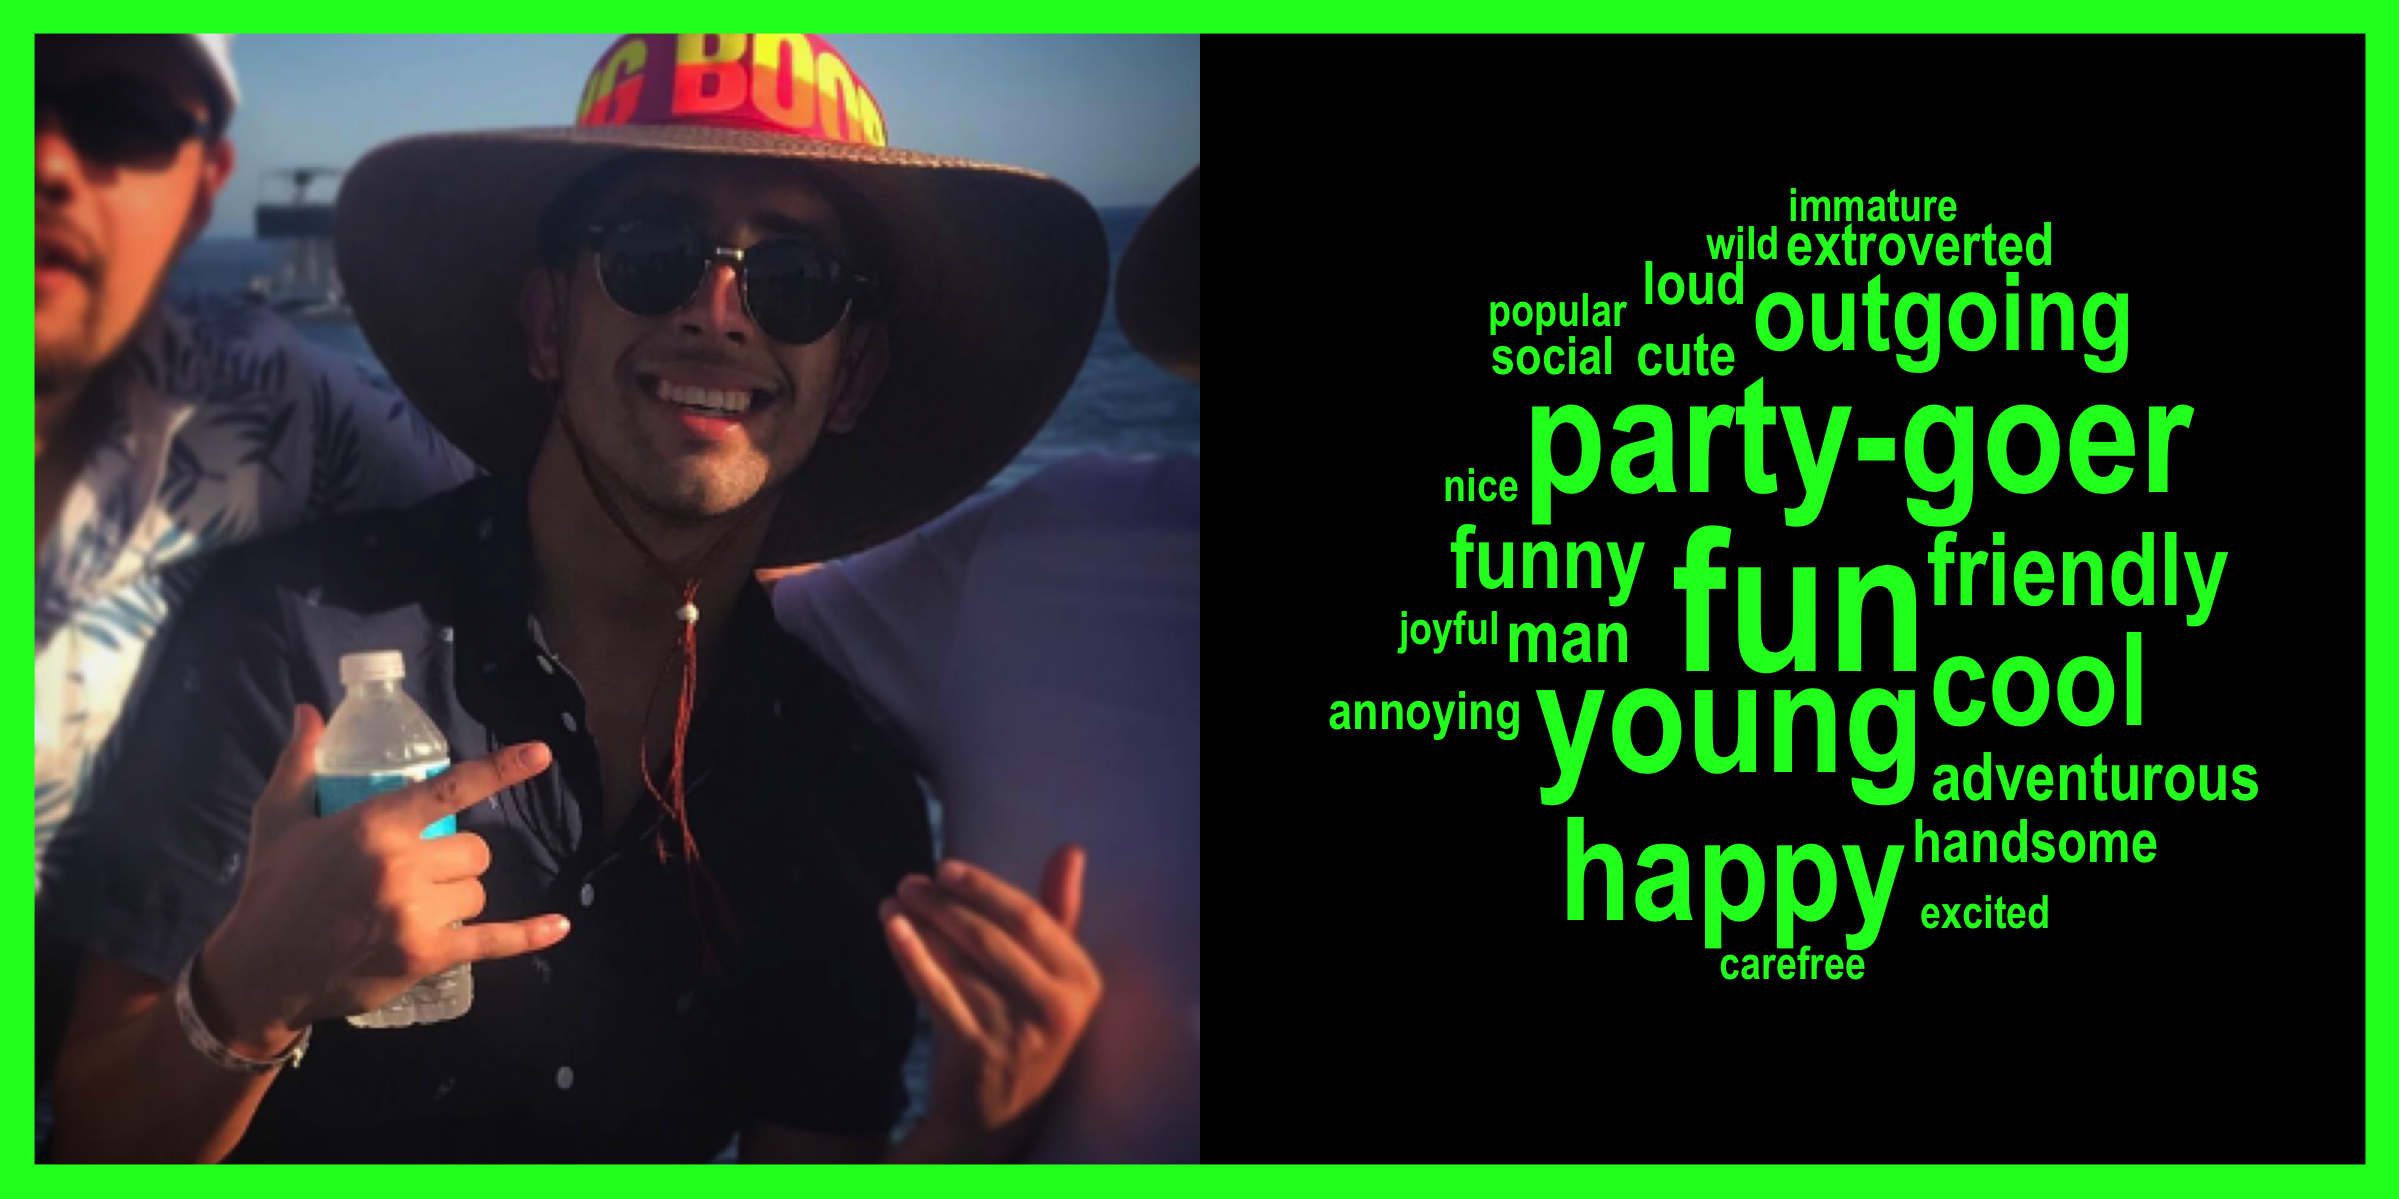 G BOO
immature
wild extroverted
loud
popular
outgoing
social cute
party-goer
nice
funny
fun
friendly
joyful
man
cool
annoying
young
adventurous
happy
handsome
excited
carefree